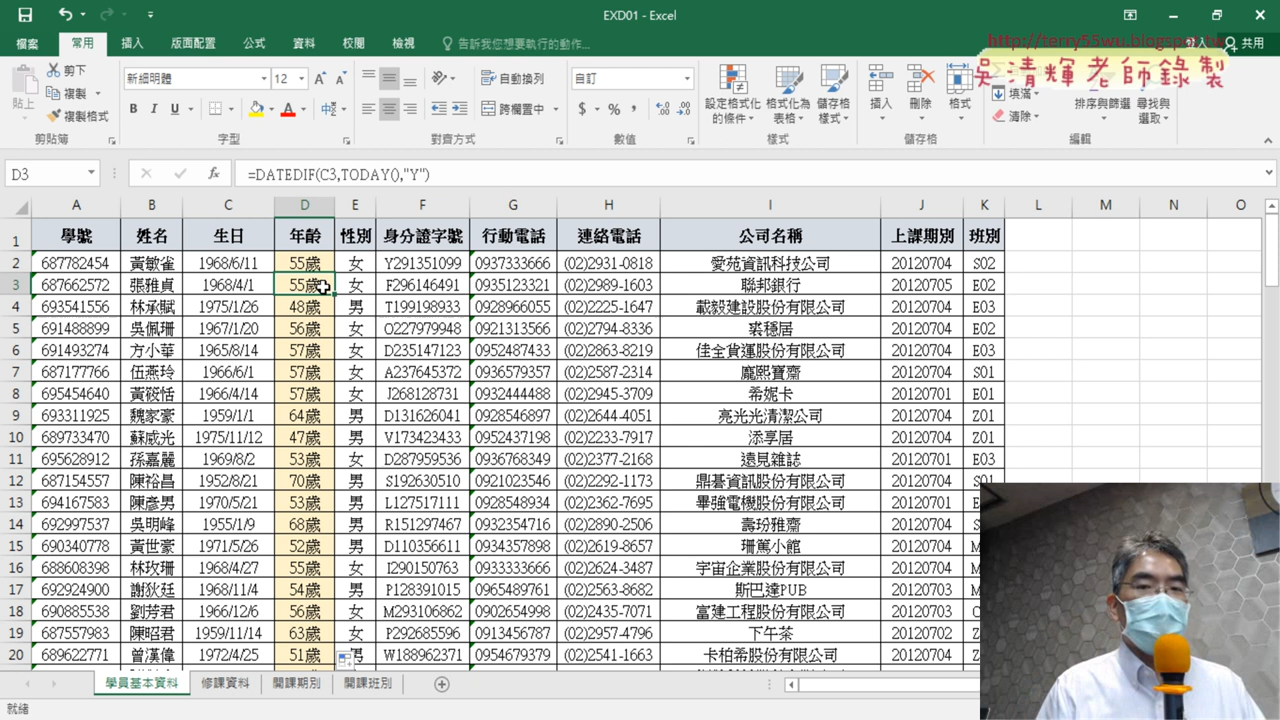 EXD01 - Excel
檔案 常用 插入 版面配置 公式 資料 校閱 檢視 告訴我您想要執行的動作... 共用
http://terry55wu.blogspot.tw
吳清輝老師錄製
貼上 剪下 複製 複製格式 新細明體 12 自動換列 跨欄置中 自訂 設定格式化的條件 格式化為表格 儲存格樣式 插入 刪除 格式 填滿 清除 排序與篩選 尋找與選取
剪貼簿 字型 對齊方式 數值 樣式 儲存格 編輯
D3 =DATEDIF(C3,TODAY(),"Y")
A B C D E F G H I J K L M N O
1 學號 姓名 生日 年齡 性別 身分證字號 行動電話 連絡電話 公司名稱 上課期別 班別
2 687782454 黃敏雀 1968/6/11 55歲 女 Y291351099 0937333666 (02)2931-0818 愛苑資訊科技公司 20120704 S02
3 687662572 張雅貞 1968/4/1 55歲 女 F296146491 0935123321 (02)2989-1603 聯邦銀行 20120705 E02
4 693541556 林承賦 1975/1/26 48歲 男 T199198933 0928966055 (02)2225-1647 載毅建設股份有限公司 20120704 E03
5 691488899 吳佩珊 1967/1/20 56歲 女 O227979948 0921313566 (02)2794-8336 裘穩居 20120704 E02
6 691493274 方小華 1965/8/14 57歲 女 D235147123 0952487433 (02)2863-8219 佳全貨運股份有限公司 20120704 E03
7 687177766 伍燕玲 1966/6/1 57歲 女 A237645372 0936579357 (02)2587-2314 龐熙寶齋 20120704 S01
8 695454640 黃筱恬 1966/4/14 57歲 女 J268128731 0932444488 (02)2945-3709 希妮卡 20120704 E01
9 693311925 魏家豪 1959/1/1 64歲 男 D131626041 0928546897 (02)2644-4051 亮光光清潔公司 20120704 Z01
10 689733470 蘇威光 1975/11/12 47歲 男 V173423433 0952437198 (02)2233-7917 添享居 20120704 Z01
11 695628912 孫嘉麗 1969/8/2 53歲 女 D287959536 0936768349 (02)2377-2168 遠見雜誌 20120704 E03
12 687154557 陳裕昌 1952/8/21 70歲 男 S192630510 0921023546 (02)2292-1173 鼎碁資訊股份有限公司 20120704 S01
13 694167583 陳彥男 1970/5/21 53歲 男 L127517111 0928548934 (02)2362-7695 畢強電機股份有限公司 20120701
14 692997537 吳明峰 1955/1/9 68歲 男 R151297467 0932354716 (02)2890-2506 壽玢雅齋 20120704
15 690340778 黃世豪 1971/5/26 52歲 男 D110356611 0934357898 (02)2619-8657 珊篤小館 20120704
16 688608398 林玫珊 1968/4/27 55歲 女 I290150763 0933333666 (02)2624-3487 宇宙企業股份有限公司 20120704
17 692924900 謝狄廷 1968/11/4 54歲 男 P128391015 0965489761 (02)2563-8682 斯巴達PUB 20120704
18 690885538 劉芳君 1966/12/6 56歲 女 M293106862 0902654998 (02)2435-7071 富建工程股份有限公司 20120703
19 687557983 陳昭君 1959/11/14 63歲 女 P292685596 0913456787 (02)2957-4796 下午茶 20120702
20 689622771 曾漢偉 1972/4/25 51歲 男 W188962371 0954679379 (02)2541-1663 卡柏希股份有限公司 20120704
學員基本資料 修課資料 開課期別 開課班別
就緒